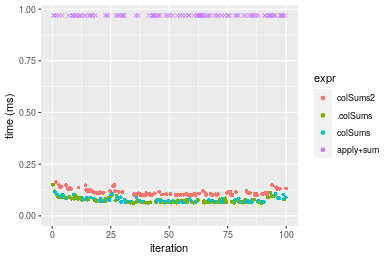 1.00
0.75
0.50
0.25
0.00
time (ms)
0
25
50
75
100
iteration
expr
colSums2
.colSums
colSums
apply+sum